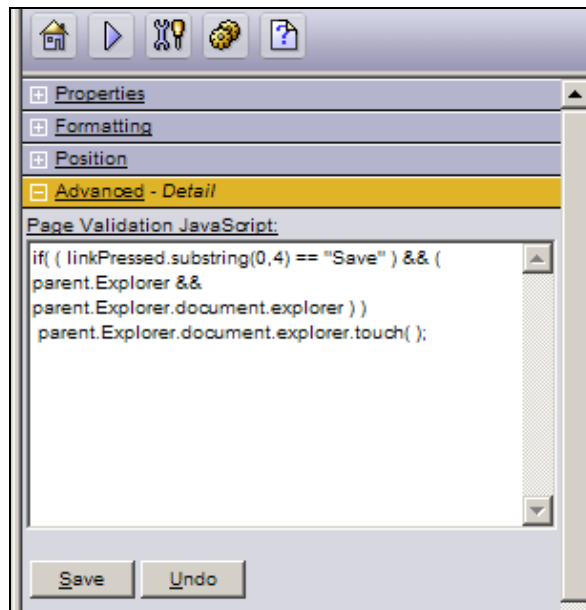 Properties
Formatting
Position
Advanced - Detail
Page Validation JavaScript:
if( ( linkPressed.substring(0,4) == "Save" ) && (
parent.Explorer &&
parent.Explorer.document.explorer ) )
 parent.Explorer.document.explorer.touch( );
Save Undo